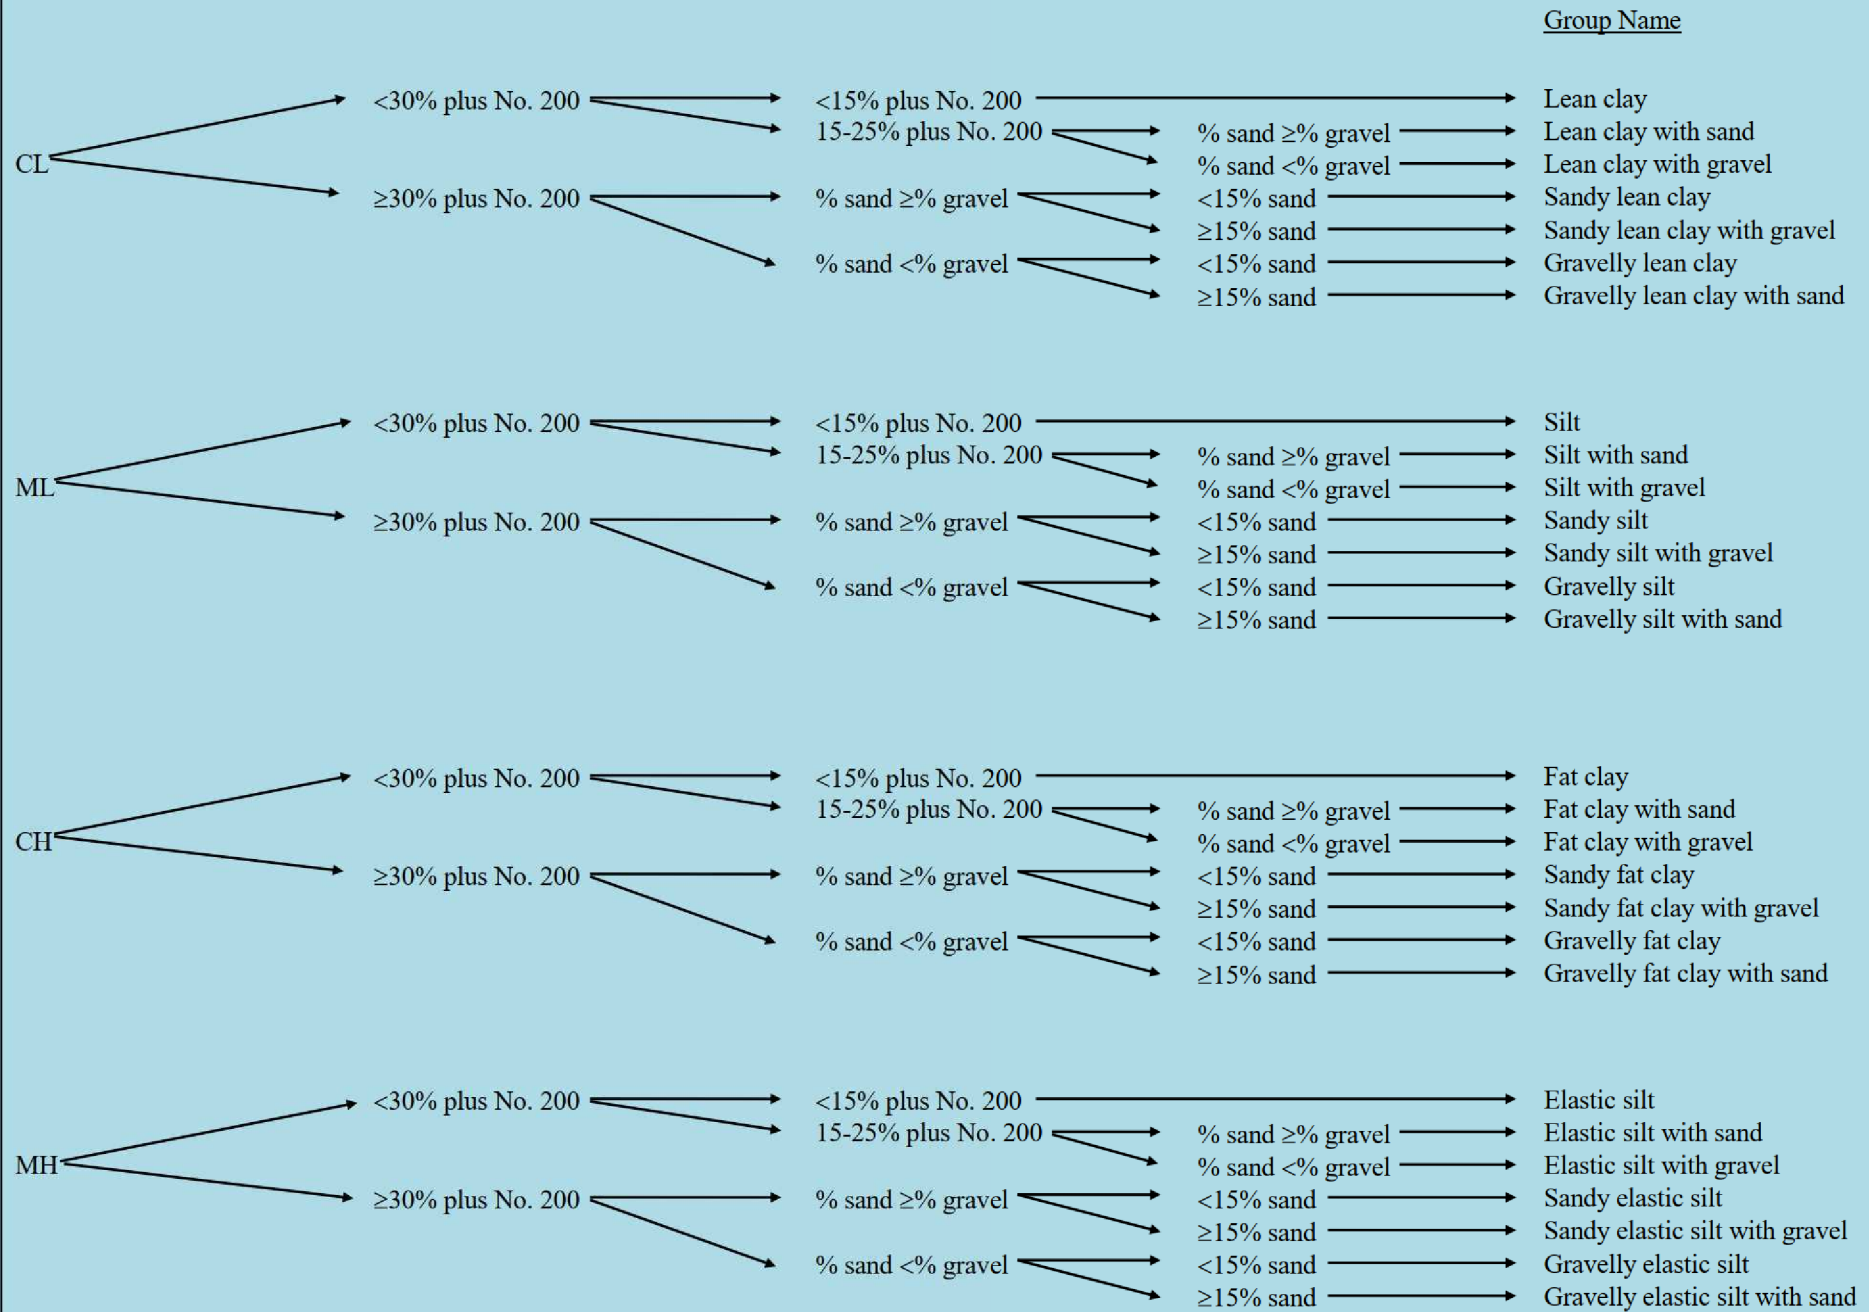 Group Name
<30% plus No. 200 <15% plus No. 200 Lean clay
15-25% plus No. 200 % sand ≥% gravel Lean clay with sand
CL % sand <% gravel Lean clay with gravel
≥30% plus No. 200 % sand ≥% gravel <15% sand Sandy lean clay
≥15% sand Sandy lean clay with gravel
% sand <% gravel <15% sand Gravelly lean clay
≥15% sand Gravelly lean clay with sand
<30% plus No. 200 <15% plus No. 200 Silt
15-25% plus No. 200 % sand ≥% gravel Silt with sand
ML % sand <% gravel Silt with gravel
≥30% plus No. 200 % sand ≥% gravel <15% sand Sandy silt
≥15% sand Sandy silt with gravel
% sand <% gravel <15% sand Gravelly silt
≥15% sand Gravelly silt with sand
<30% plus No. 200 <15% plus No. 200 Fat clay
15-25% plus No. 200 % sand ≥% gravel Fat clay with sand
CH % sand <% gravel Fat clay with gravel
≥30% plus No. 200 % sand ≥% gravel <15% sand Sandy fat clay
≥15% sand Sandy fat clay with gravel
% sand <% gravel <15% sand Gravelly fat clay
≥15% sand Gravelly fat clay with sand
<30% plus No. 200 <15% plus No. 200 Elastic silt
15-25% plus No. 200 % sand ≥% gravel Elastic silt with sand
MH % sand <% gravel Elastic silt with gravel
≥30% plus No. 200 % sand ≥% gravel <15% sand Sandy elastic silt
≥15% sand Sandy elastic silt with gravel
% sand <% gravel <15% sand Gravelly elastic silt
≥15% sand Gravelly elastic silt with sand